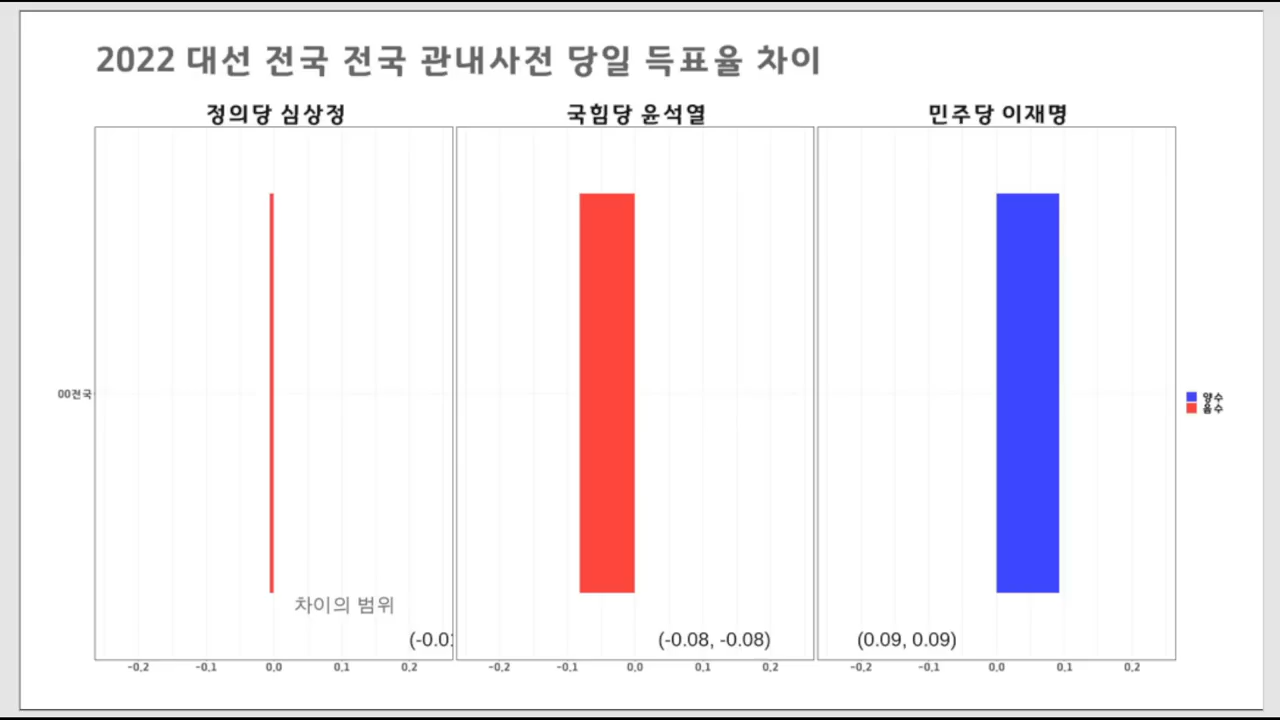 2022 대선 전국 전국 관내사전 당일 득표율 차이
정의당 심상정
국힘당 윤석열
민주당 이재명
00전국
양수
음수
차이의 범위
(-0.01
(-0.08, -0.08)
(0.09, 0.09)
-0.2 -0.1 0.0 0.1 0.2
-0.2 -0.1 0.0 0.1 0.2
-0.2 -0.1 0.0 0.1 0.2